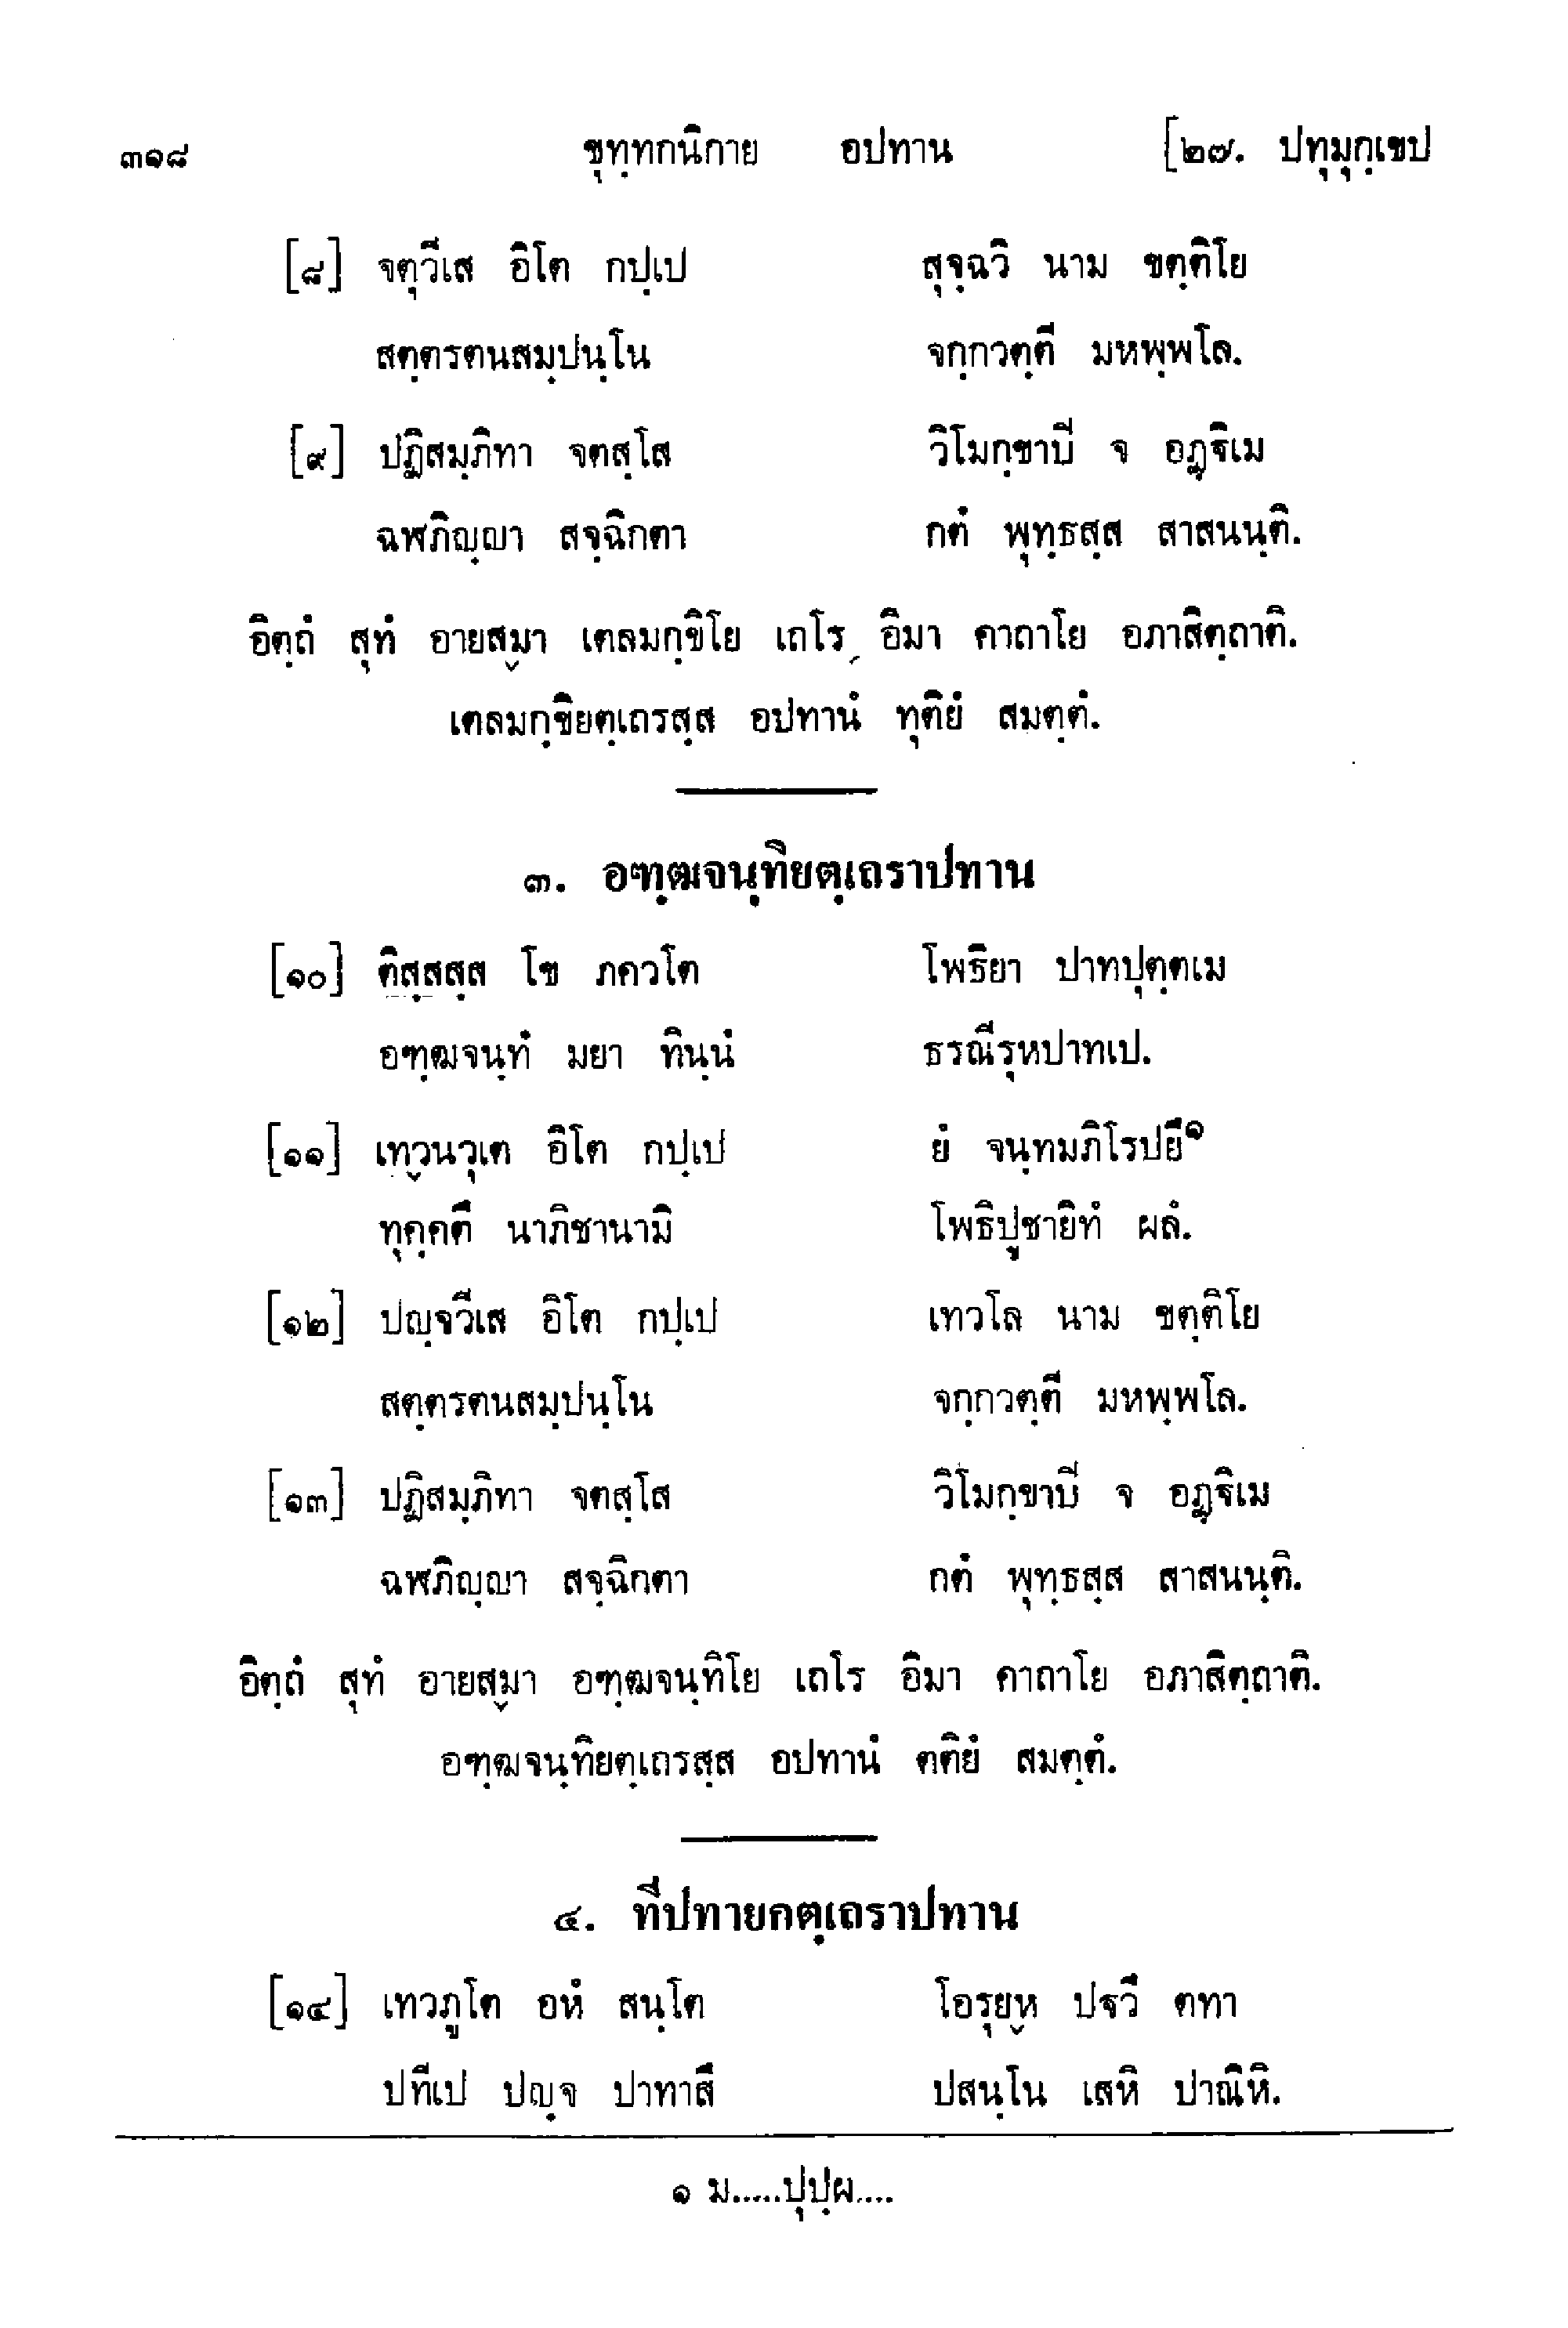 ๓๑๘ ขุทฺทกนิกาย อปทาน [๒๗. ปทุมุกฺเขป
[๘] จตุวีเส อิโต กปฺเป สุจฺฉวิ นาม ขตฺติโย
สตฺตรตนสมฺปนฺโน จกฺกวตฺตี มหพฺพโล.
[๙] ปฏิสมฺภิทา จตสฺโส วิโมกฺขาปี จ อฏฺฐิเม
ฉฬภิญฺญา สจฺฉิกตา กตํ พุทฺธสฺส สาสนนฺติ.
อิตฺถํ สุทํ อายสฺมา เตลมกฺขิโย เถโร อิมา คาถาโย อภาสิตฺถาติ.
เตลมกฺขิยตฺเถรสฺส อปทานํ ทุติยํ สมตฺตํ.
๓. อฑฺฒจนฺทิยตฺเถราปทาน
[๑๐] ติสฺสสฺส โข ภควโต โพธิยา ปาทปุตฺตเม
อฑฺฒจนฺทํ มยา ทินฺนํ ธรณีรุหปาทเป.
[๑๑] เทฺวนวุเต อิโต กปฺเป ยํ จนฺทมภิโรปยึ๑
ทุคฺคตึ นาภิชานามิ โพธิปูชายิทํ ผลํ.
[๑๒] ปญฺจวีเส อิโต กปฺเป เทวโล นาม ขตฺติโย
สตฺตรตนสมฺปนฺโน จกฺกวตฺตี มหพฺพโล.
[๑๓] ปฏิสมฺภิทา จตสฺโส วิโมกฺขาปี จ อฏฺฐิเม
ฉฬภิญฺญา สจฺฉิกตา กตํ พุทฺธสฺส สาสนนฺติ.
อิตฺถํ สุทํ อายสฺมา อฑฺฒจนฺทิโย เถโร อิมา คาถาโย อภาสิตฺถาติ.
อฑฺฒจนฺทิยตฺเถรสฺส อปทานํ ตติยํ สมตฺตํ.
๔. ทีปทายกตฺเถราปทาน
[๑๔] เทวภูโต อหํ สนฺโต โอรุยฺห ปฐวึ ตทา
ปทีเป ปญฺจ ปาทาสึ ปสนฺโน เสหิ ปาณิหิ.
๑ ม.....ปุปฺผ....